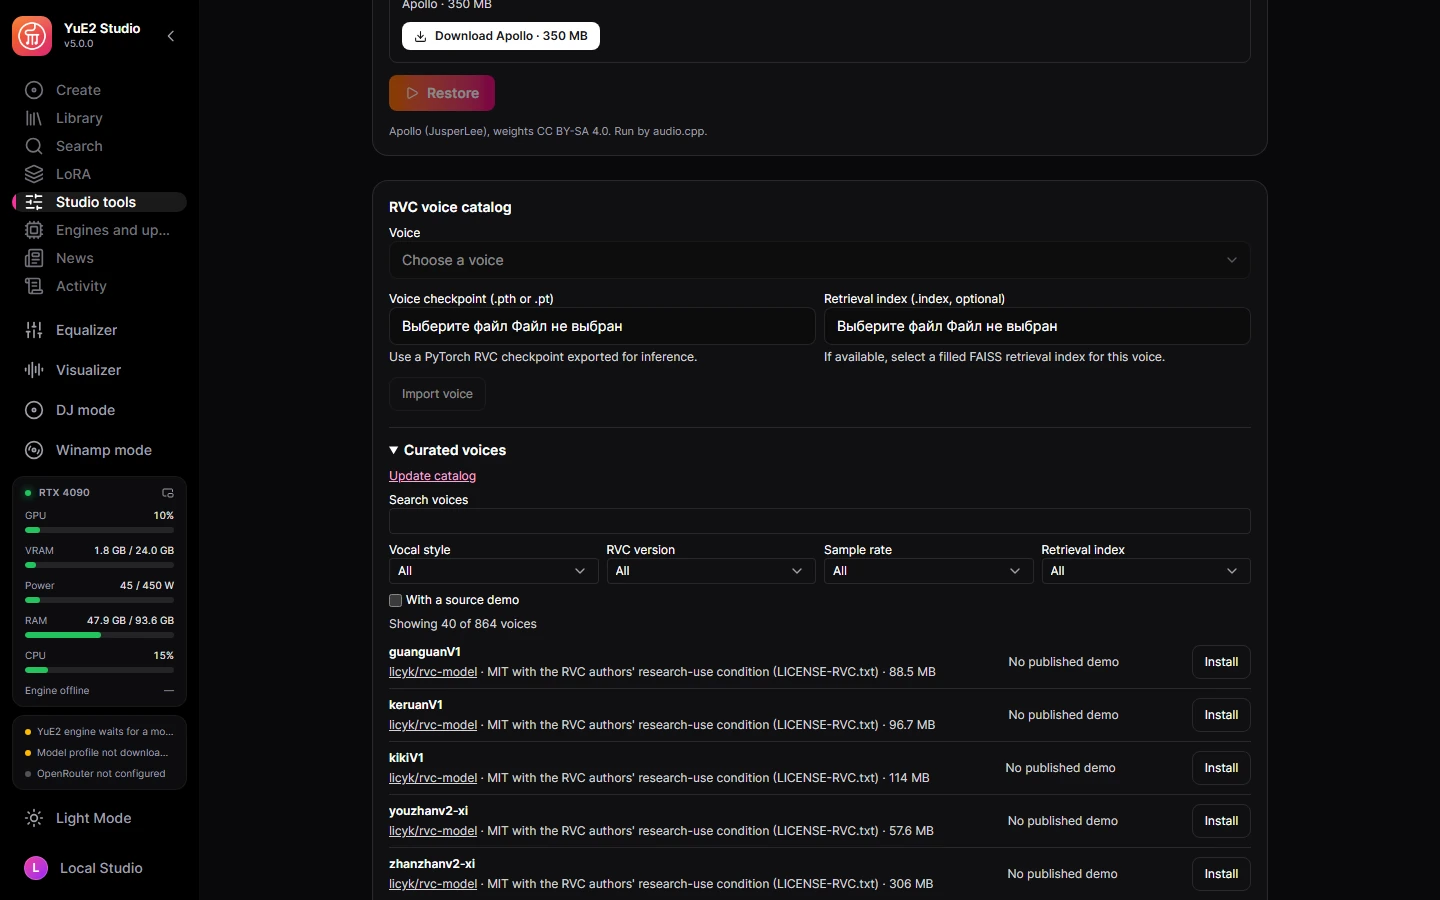 YuE2 Studio
v5.0.0
Create
Library
Search
LoRA
Studio tools
Engines and up...
News
Activity
Equalizer
Visualizer
DJ mode
Winamp mode
RTX 4090
GPU 10%
VRAM 1.8 GB / 24.0 GB
Power 45 / 450 W
RAM 47.9 GB / 93.6 GB
CPU 15%
Engine offline —
YuE2 engine waits for a mo...
Model profile not downloa...
OpenRouter not configured
Light Mode
L Local Studio
Apollo · 350 MB
Download Apollo · 350 MB
Restore
Apollo (JusperLee), weights CC BY-SA 4.0. Run by audio.cpp.
RVC voice catalog
Voice
Choose a voice
Voice checkpoint (.pth or .pt) Retrieval index (.index, optional)
Выберите файл Файл не выбран Выберите файл Файл не выбран
Use a PyTorch RVC checkpoint exported for inference. If available, select a filled FAISS retrieval index for this voice.
Import voice
Curated voices
Update catalog
Search voices
Vocal style RVC version Sample rate Retrieval index
All All All All
With a source demo
Showing 40 of 864 voices
guanguanV1
licyk/rvc-model · MIT with the RVC authors' research-use condition (LICENSE-RVC.txt) · 88.5 MB No published demo Install
keruanV1
licyk/rvc-model · MIT with the RVC authors' research-use condition (LICENSE-RVC.txt) · 96.7 MB No published demo Install
kikiV1
licyk/rvc-model · MIT with the RVC authors' research-use condition (LICENSE-RVC.txt) · 114 MB No published demo Install
youzhanv2-xi
licyk/rvc-model · MIT with the RVC authors' research-use condition (LICENSE-RVC.txt) · 57.6 MB No published demo Install
zhanzhanv2-xi
licyk/rvc-model · MIT with the RVC authors' research-use condition (LICENSE-RVC.txt) · 306 MB No published demo Install